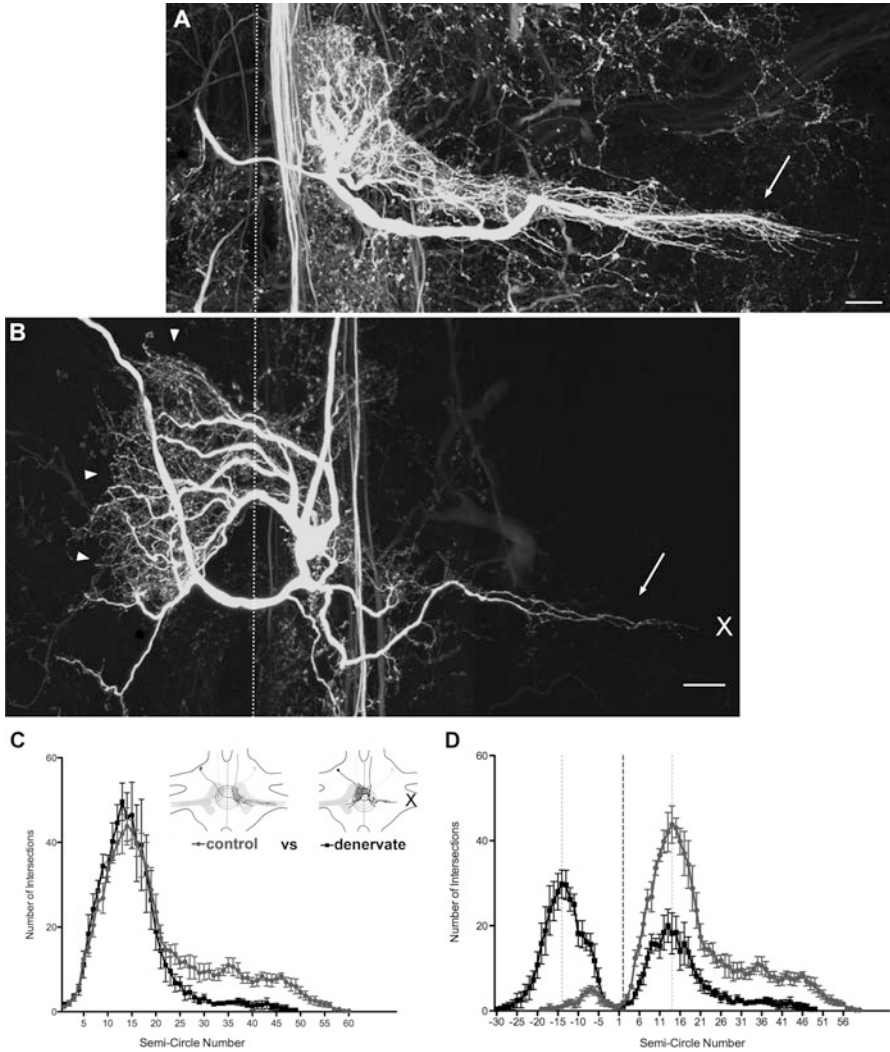 A
B
X
C
D
60
40
20
0
Number of Intersections
5 10 15 20 25 30 35 40 45 50 55 60
Semi-Circle Number
X
control vs denervate
60
40
20
0
Number of Intersections
-30 -25 -15 -10 -5 1 6 11 16 21 26 31 36 41 46 51 56
Semi-Circle Number